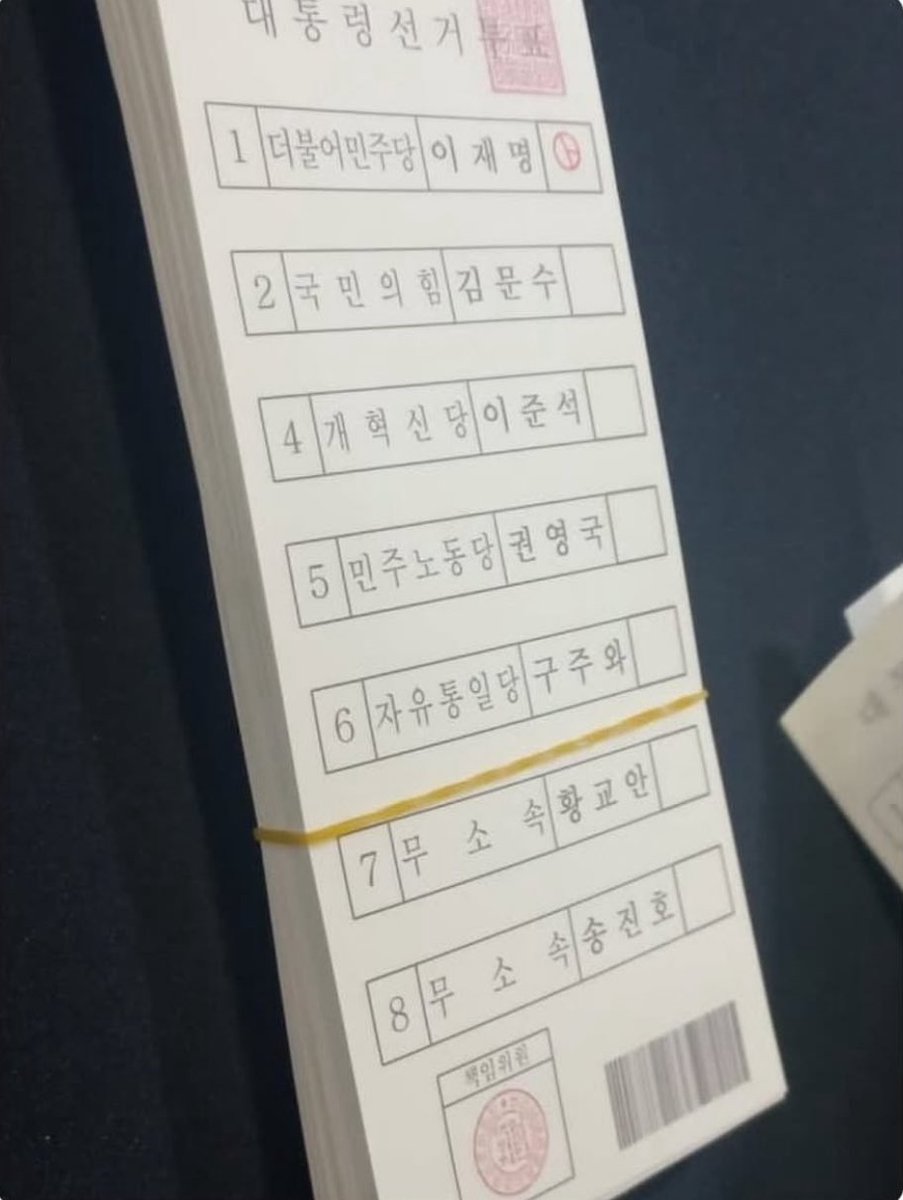 대통령선거투표
1 더불어민주당 이재명
2 국민의힘 김문수
4 개혁신당 이준석
5 민주노동당 권영국
6 자유통일당 구주와
7 무소속 황교안
8 무소속 송진호
책임위원